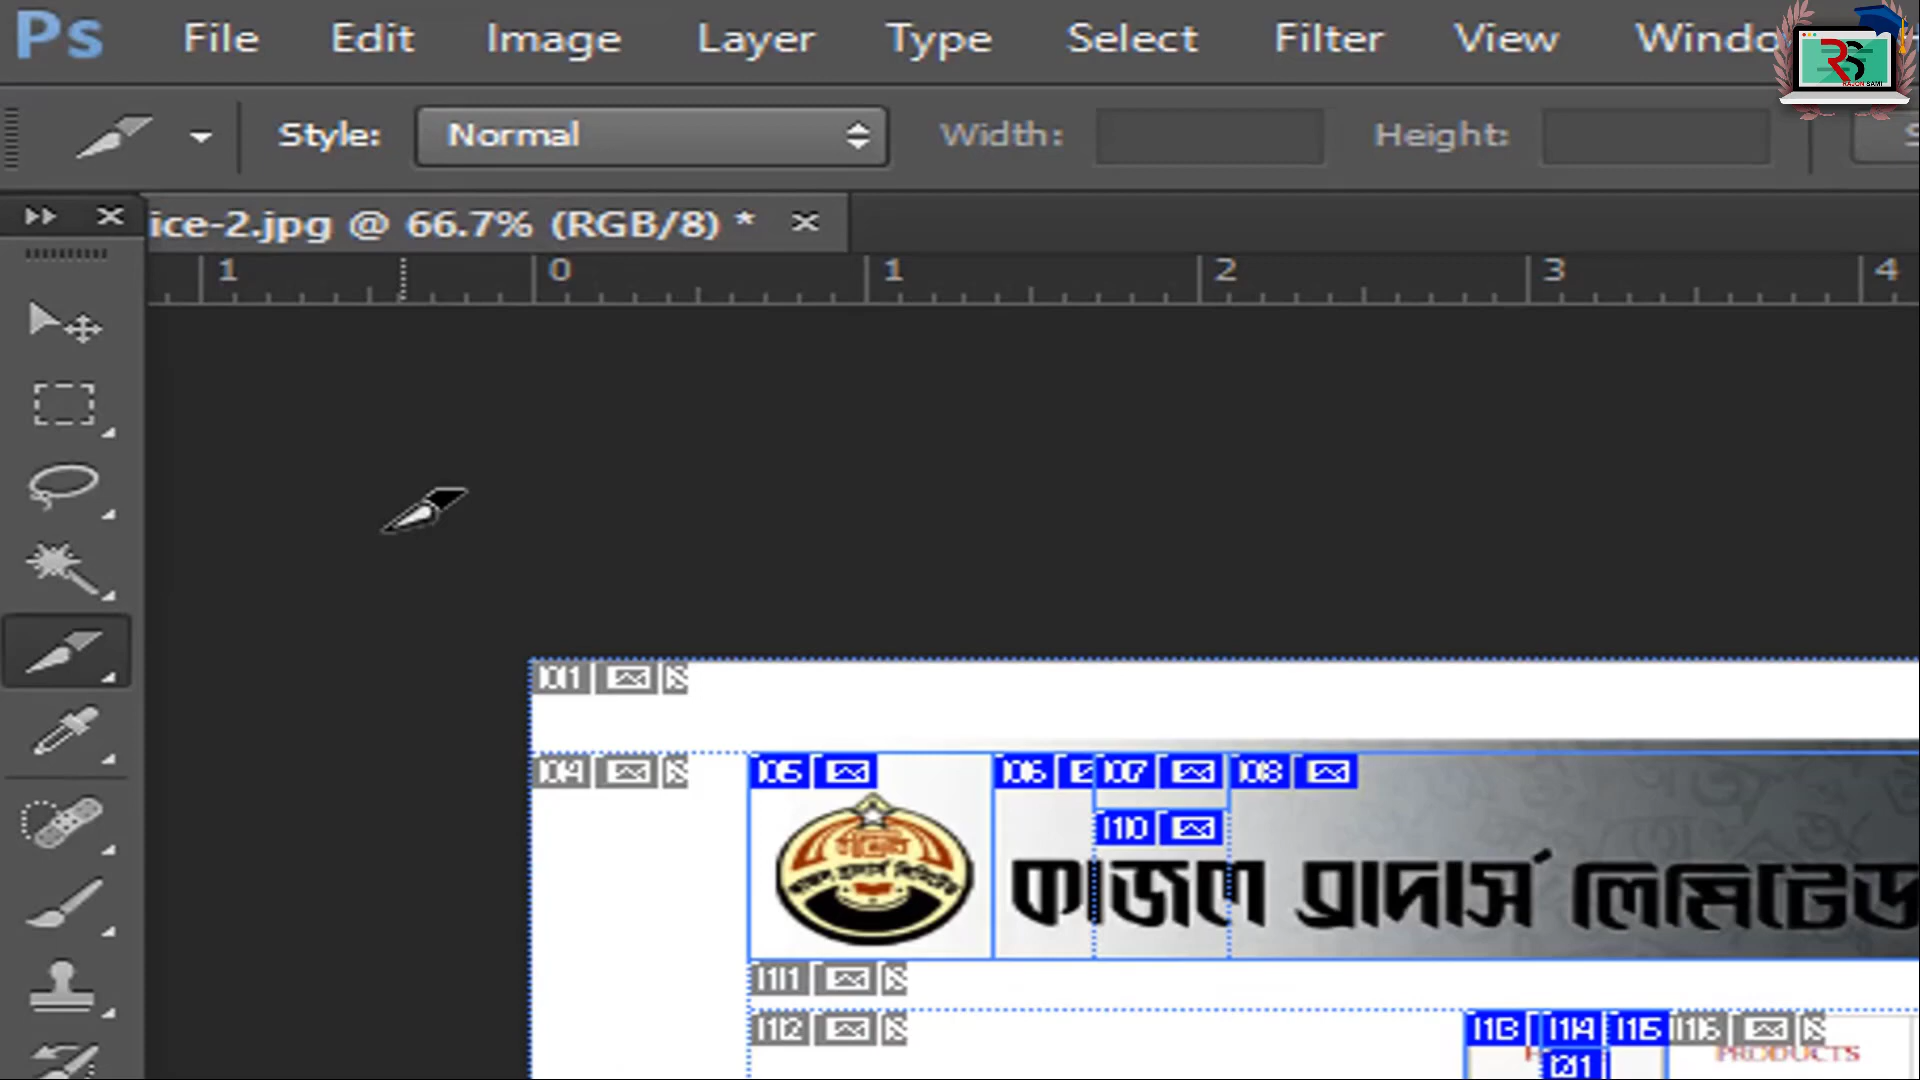 Ps File Edit Image Layer Type Select Filter View Windo
Style: Normal Width: Height:
ice-2.jpg @ 66.7% (RGB/8) *
1 0 1 2 3 4
01
04 05 06 07 08
10
কাজল ব্রাদার্স লিমিটেড
11
12 13 14 15 16
PRODUCTS